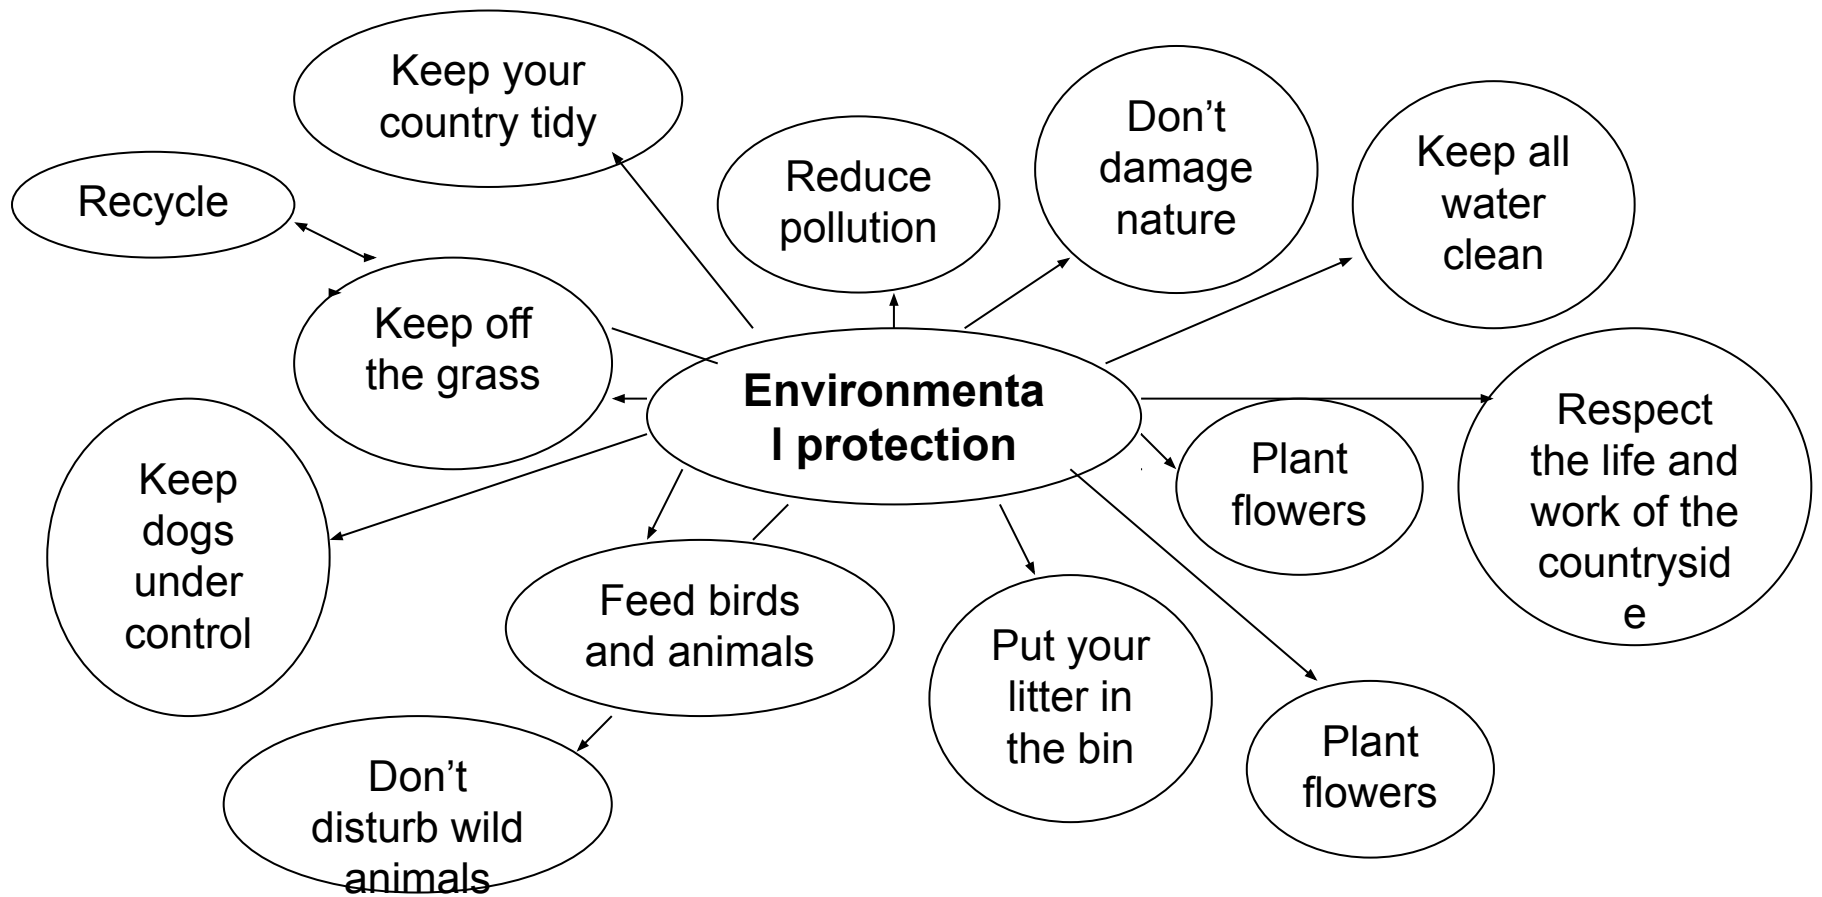 Keep your
country tidy
Reduce
pollution
Don’t
damage
nature
Keep all
water
clean
Recycle
Keep off
the grass
Environmenta
l protection
Respect
the life and
work of the
countrysid
e
Plant
flowers
Keep
dogs
under
control
Feed birds
and animals
Put your
litter in
the bin
Plant
flowers
Don’t
disturb wild
animals